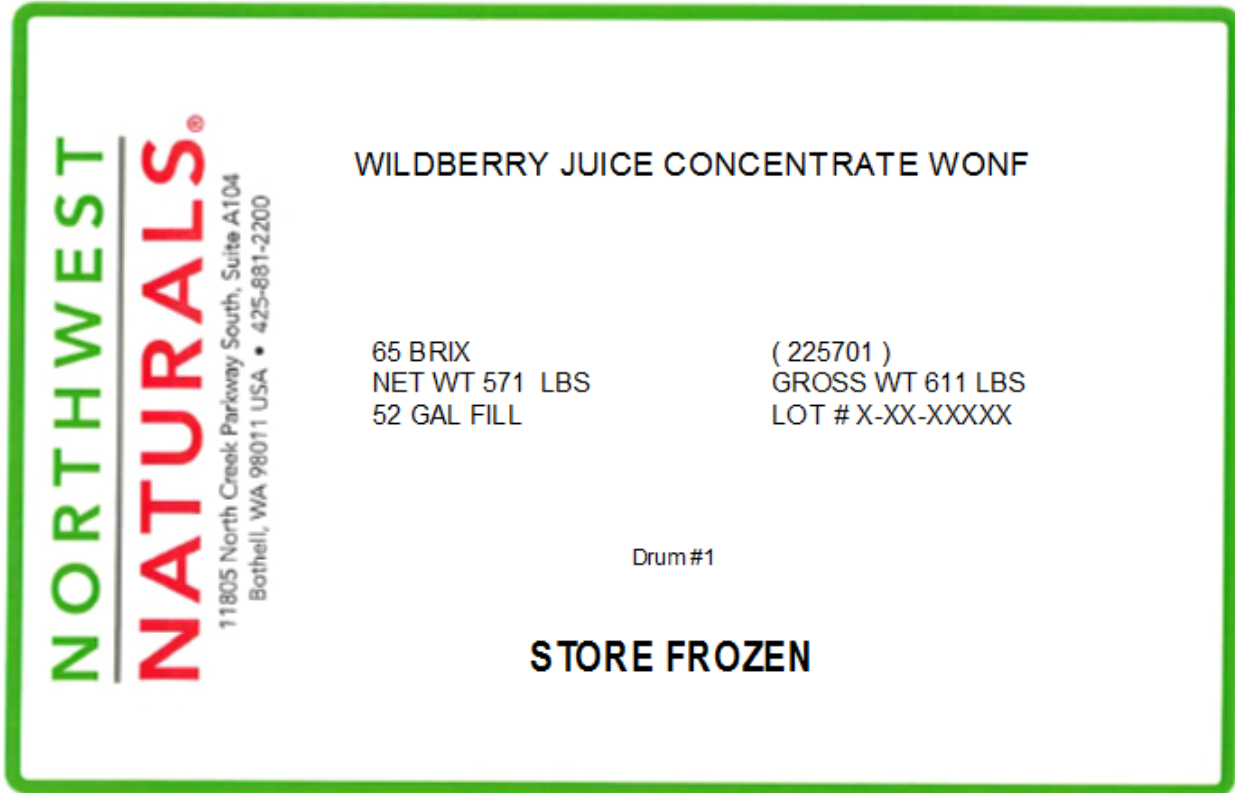 NORTHWEST
NATURALS®
11805 North Creek Parkway South, Suite A104
Bothell, WA 98011 USA • 425-881-2200
WILDBERRY JUICE CONCENTRATE WONF
65 BRIX
NET WT 571 LBS
52 GAL FILL
( 225701 )
GROSS WT 611 LBS
LOT # X-XX-XXXXX
Drum #1
STORE FROZEN